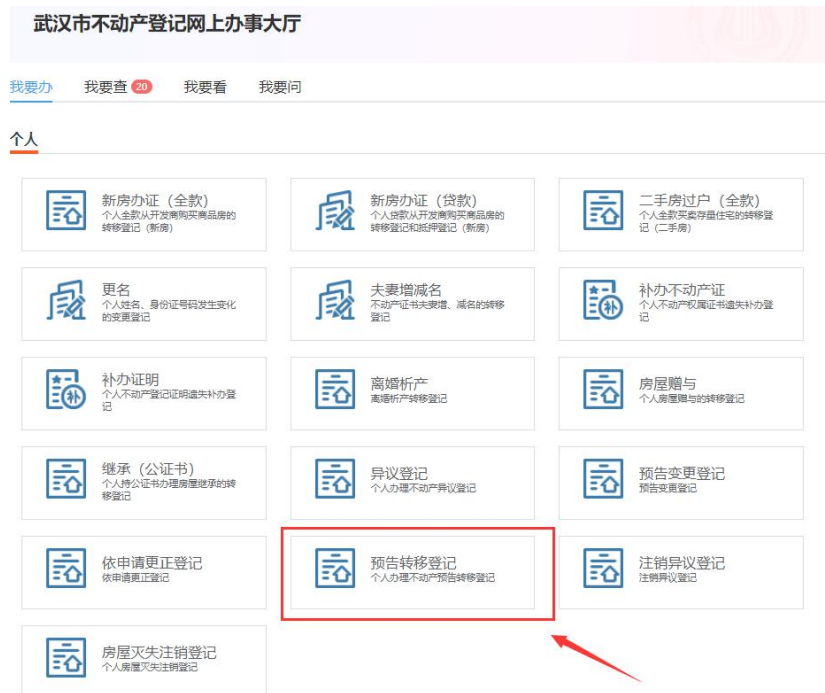 武汉市不动产登记网上办事大厅
我要办 我要查 20 我要看 我要问
个人
新房办证（全款）
个人全款从开发商购买商品房的
转移登记（新房）
新房办证（贷款）
个人贷款从开发商购买商品房的
转移登记和抵押登记（新房）
二手房过户（全款）
个人全款买卖存量住宅的转移登
记（二手房）
更名
个人姓名、身份证号码发生变化
的变更登记
夫妻增减名
不动产证书夫妻增、减名的转移
登记
补办不动产证
个人不动产权属证书遗失补办登
记
补办证明
个人不动产登记证明遗失补办登
记
离婚析产
离婚析产转移登记
房屋赠与
个人房屋赠与的转移登记
继承（公证书）
个人持公证书办理房屋继承的转
移登记
异议登记
个人办理不动产异议登记
预告变更登记
预告变更登记
依申请更正登记
依申请更正登记
预告转移登记
个人办理不动产预告转移登记
注销异议登记
注销异议登记
房屋灭失注销登记
个人房屋灭失注销登记
补
补